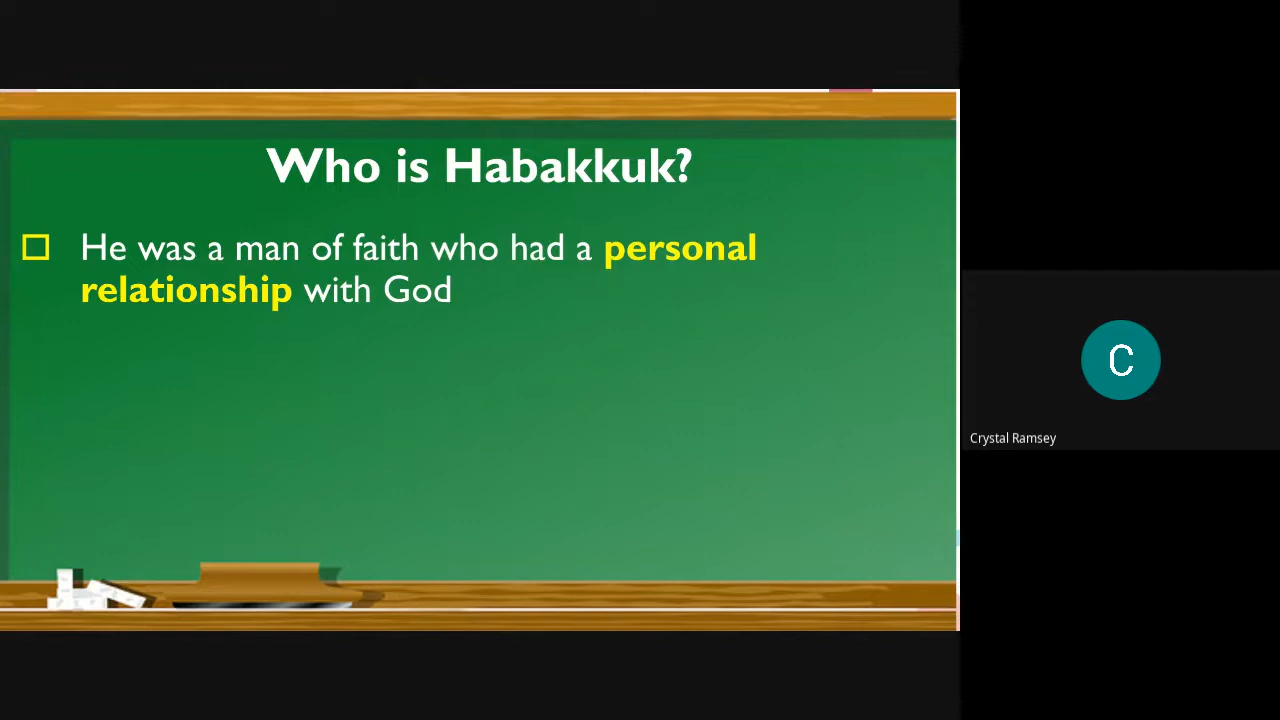 Who is Habakkuk?
He was a man of faith who had a personal
relationship with God
C
Crystal Ramsey